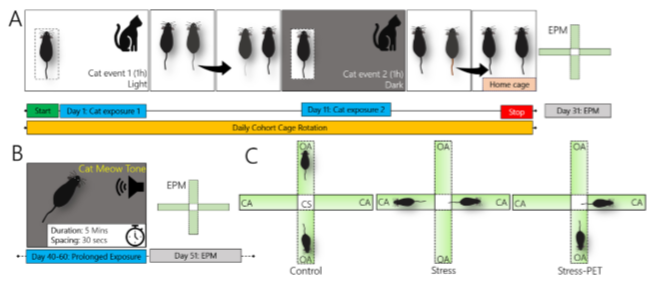 A
EPM
Cat event 1 (1h)
Light
Cat event 2 (1h)
Dark
Home cage
Start
Day 1: Cat exposure 1
Day 11: Cat exposure 2
Stop
Day 31: EPM
Daily Cohort Cage Rotation
B
Cat Meow Tone
EPM
Duration: 5 Mins
Spacing: 30 secs
Day 40-60: Prolonged Exposure
Day 51: EPM
C
OA
OA
OA
CA
CS
CA
CA
CA
CA
CA
OA
OA
OA
Control
Stress
Stress-PET